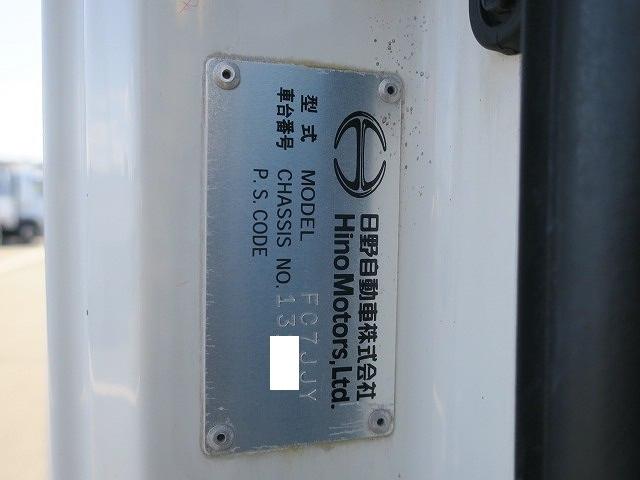 日野自動車株式会社
Hino Motors, Ltd.
型式 MODEL FC7JJY
車台番号 CHASSIS NO. 13
P.S.CODE